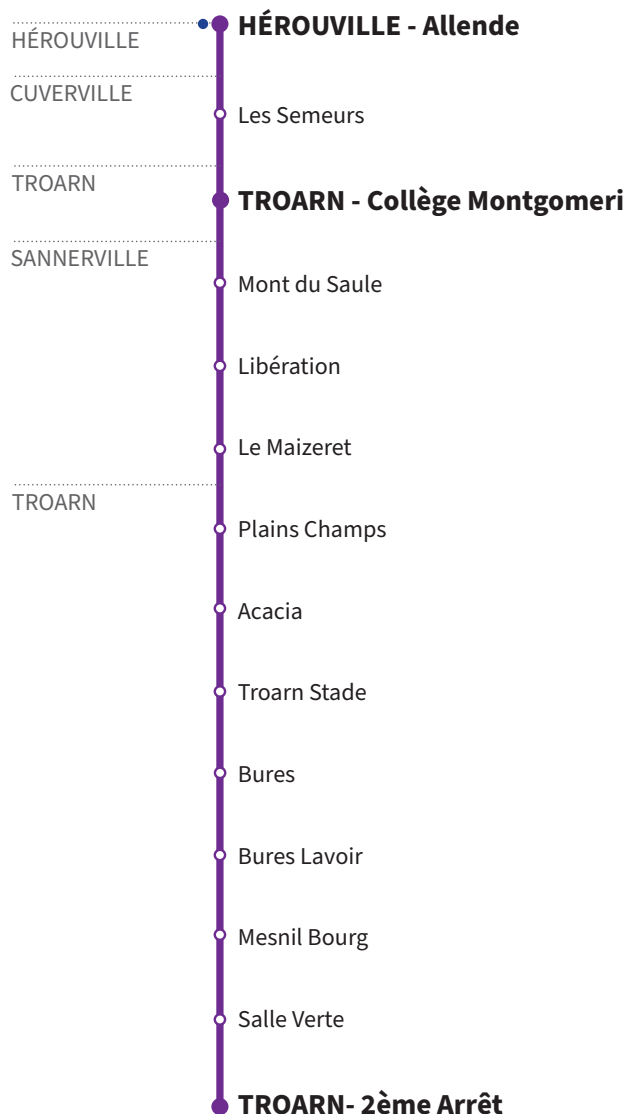 HÉROUVILLE - Allende
HÉROUVILLE
CUVERVILLE
Les Semeurs
TROARN
TROARN - Collège Montgomeri
SANNERVILLE
Mont du Saule
Libération
Le Maizeret
TROARN
Plains Champs
Acacia
Troarn Stade
Bures
Bures Lavoir
Mesnil Bourg
Salle Verte
TROARN- 2ème Arrêt